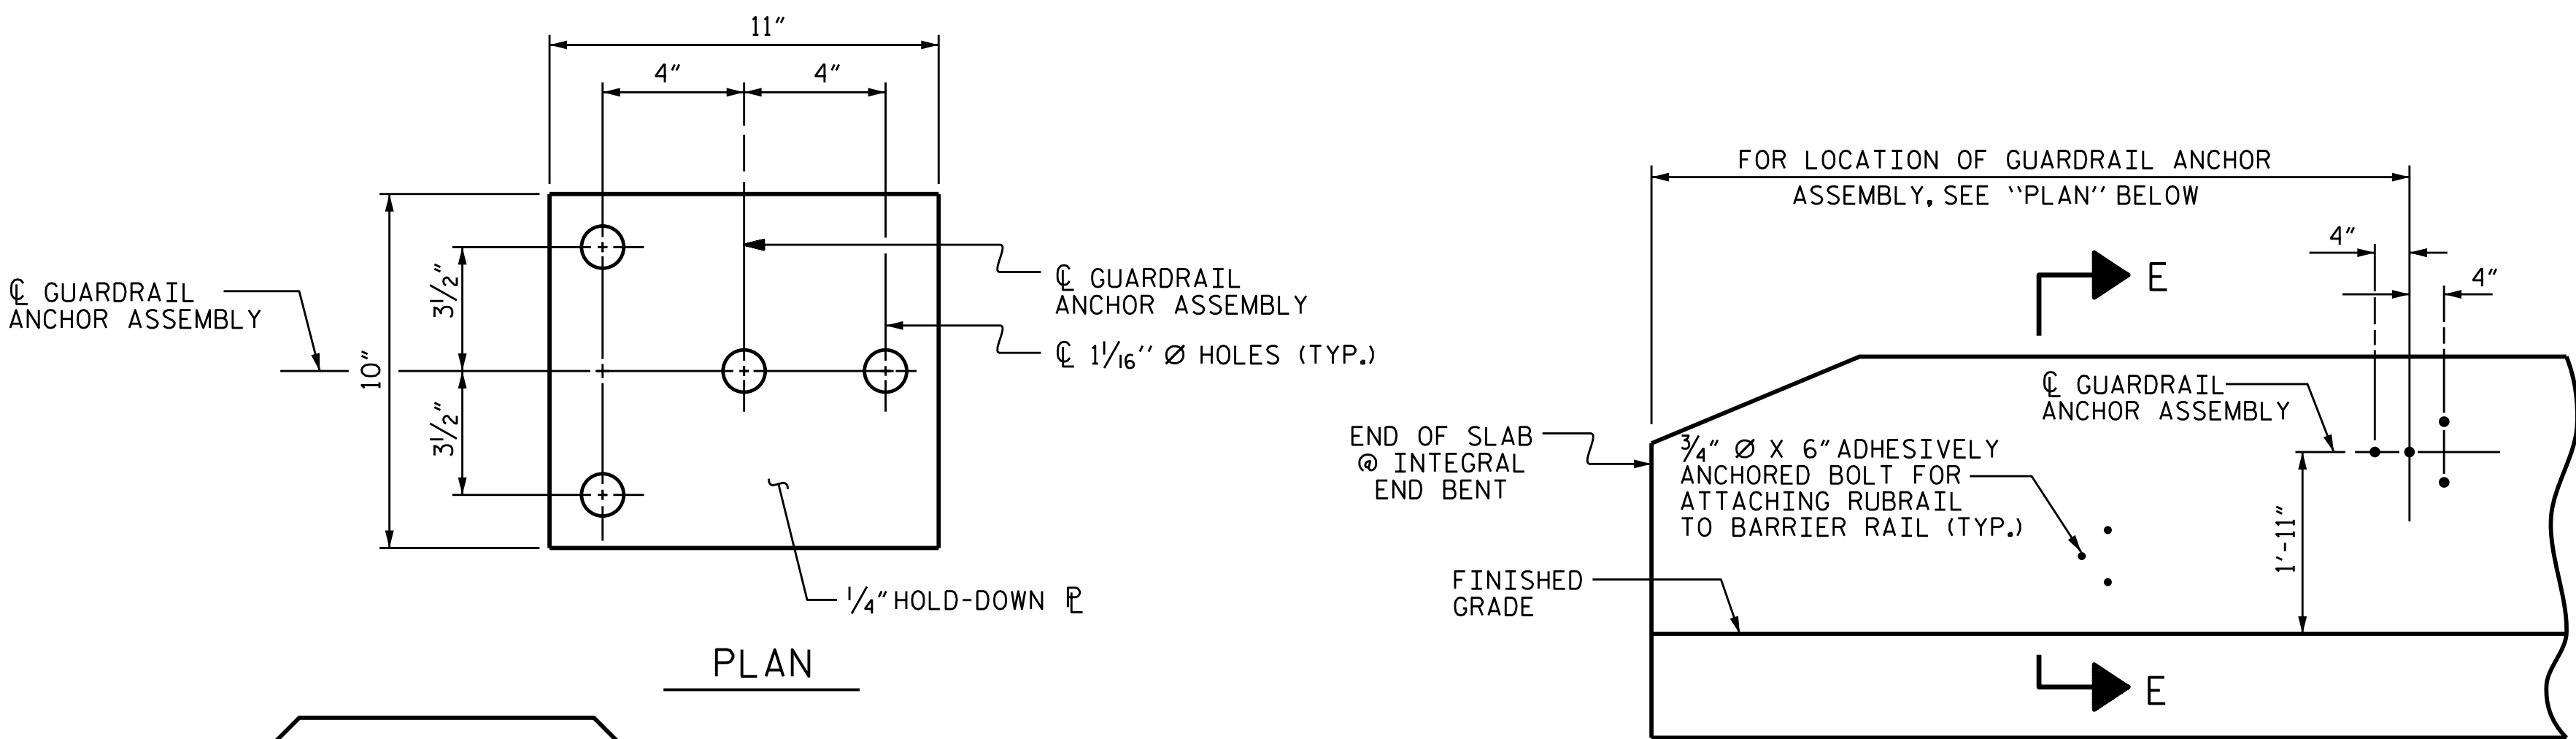 11"
4"
4"
℄ GUARDRAIL
ANCHOR ASSEMBLY
10"
3½"
3½"
℄ GUARDRAIL
ANCHOR ASSEMBLY
℄ 1 1/16" Ø HOLES (TYP.)
¼" HOLD-DOWN ⅊
PLAN
FOR LOCATION OF GUARDRAIL ANCHOR
ASSEMBLY, SEE "PLAN" BELOW
4"
4"
E
℄ GUARDRAIL
ANCHOR ASSEMBLY
END OF SLAB
@ INTEGRAL
END BENT
¾" Ø X 6" ADHESIVELY
ANCHORED BOLT FOR
ATTACHING RUBRAIL
TO BARRIER RAIL (TYP.)
1'-11"
FINISHED
GRADE
E